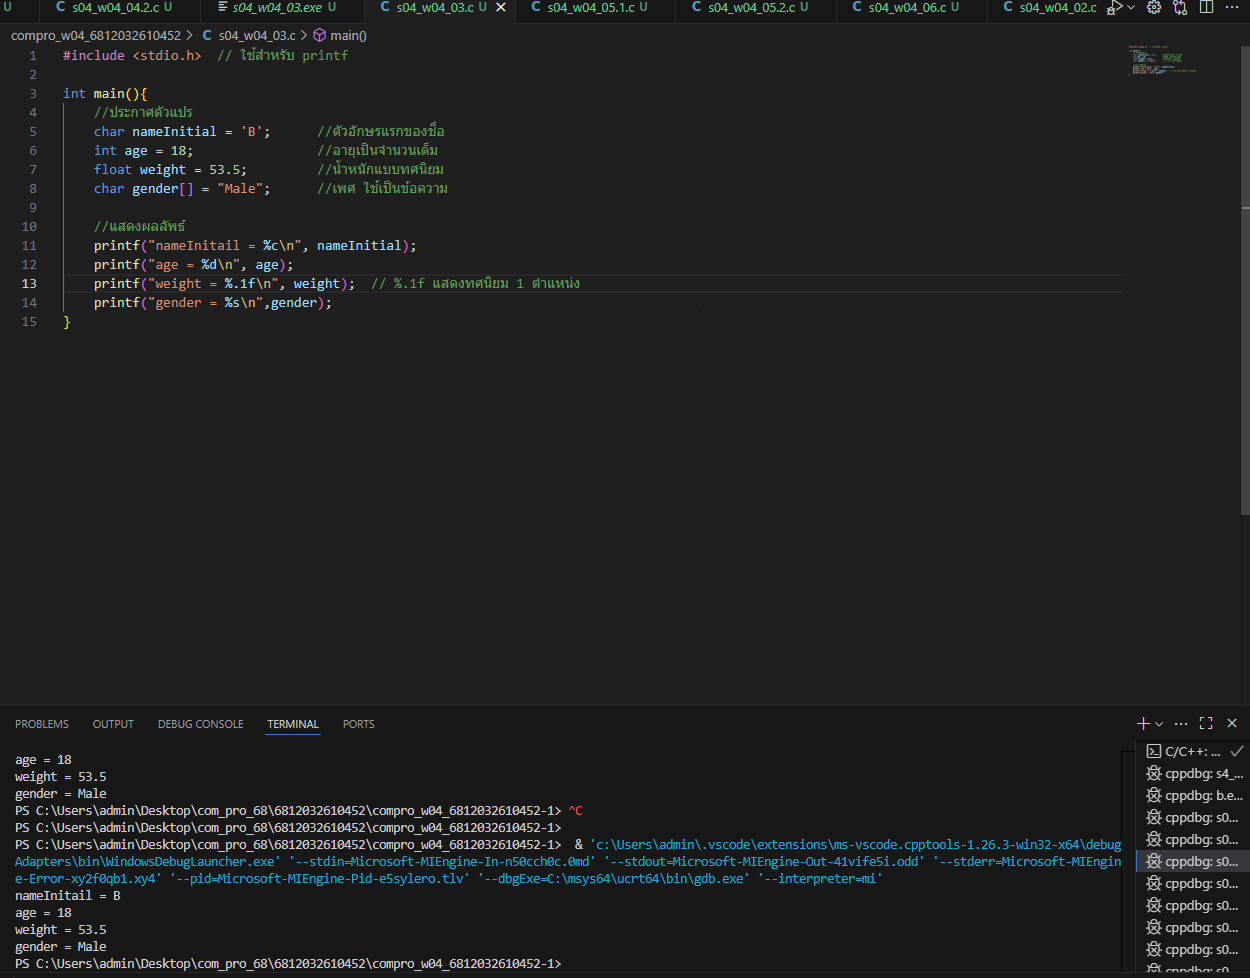 U
C s04_w04_04.2.c U
s04_w04_03.exe U
C s04_w04_03.c U
C s04_w04_05.1.c U
C s04_w04_05.2.c U
C s04_w04_06.c U
C s04_w04_02.c
compro_w04_6812032610452 > C s04_w04_03.c > main()
1 #include <stdio.h>  // ใช้สำหรับ printf
2
3 int main(){
4     //ประกาศตัวแปร
5     char nameInitial = 'B';      //ตัวอักษรแรกของชื่อ
6     int age = 18;                //อายุเป็นจำนวนเต็ม
7     float weight = 53.5;         //น้ำหนักแบบทศนิยม
8     char gender[] = "Male";      //เพศ ใช้เป็นข้อความ
9
10     //แสดงผลลัพธ์
11     printf("nameInitail = %c\n", nameInitial);
12     printf("age = %d\n", age);
13     printf("weight = %.1f\n", weight);  // %.1f แสดงทศนิยม 1 ตำแหน่ง
14     printf("gender = %s\n",gender);
15 }
PROBLEMS OUTPUT DEBUG CONSOLE TERMINAL PORTS
age = 18
weight = 53.5
gender = Male
PS C:\Users\admin\Desktop\com_pro_68\6812032610452\compro_w04_6812032610452-1> ^C
PS C:\Users\admin\Desktop\com_pro_68\6812032610452\compro_w04_6812032610452-1>
PS C:\Users\admin\Desktop\com_pro_68\6812032610452\compro_w04_6812032610452-1>  & 'c:\Users\admin\.vscode\extensions\ms-vscode.cpptools-1.26.3-win32-x64\debug
Adapters\bin\WindowsDebugLauncher.exe' '--stdin=Microsoft-MIEngine-In-n50cch0c.0md' '--stdout=Microsoft-MIEngine-Out-41vife5i.odd' '--stderr=Microsoft-MIEngin
e-Error-xy2f0qb1.xy4' '--pid=Microsoft-MIEngine-Pid-e5sylero.tlv' '--dbgExe=C:\msys64\ucrt64\bin\gdb.exe' '--interpreter=mi'
nameInitail = B
age = 18
weight = 53.5
gender = Male
PS C:\Users\admin\Desktop\com_pro_68\6812032610452\compro_w04_6812032610452-1>
C/C++: ...
cppdbg: s4_...
cppdbg: b.e...
cppdbg: s0...
cppdbg: s0...
cppdbg: s0...
cppdbg: s0...
cppdbg: s0...
cppdbg: s0...
cppdbg: s0...
cppdbg: s0...